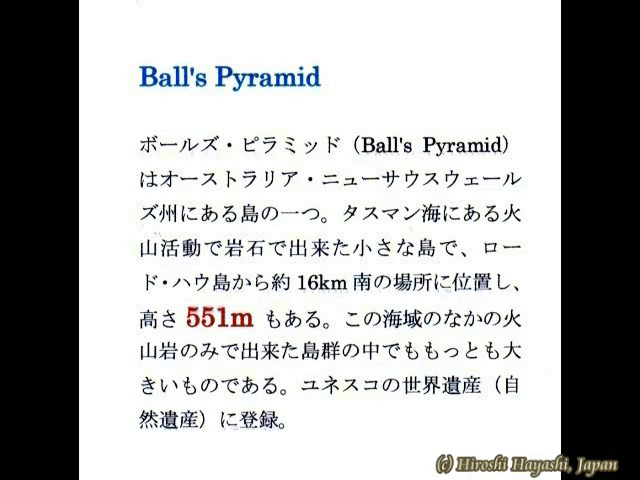 Ball's Pyramid
ボールズ・ピラミッド（Ball's Pyramid）
はオーストラリア・ニューサウスウェール
ズ州にある島の一つ。タスマン海にある火
山活動で岩石で出来た小さな島で、ロー
ド・ハウ島から約 16km 南の場所に位置し、
高さ 551m もある。この海域のなかの火
山岩のみで出来た島群の中でももっとも大
きいものである。ユネスコの世界遺産（自
然遺産）に登録。
(c) Hiroshi Hayashi, Japan